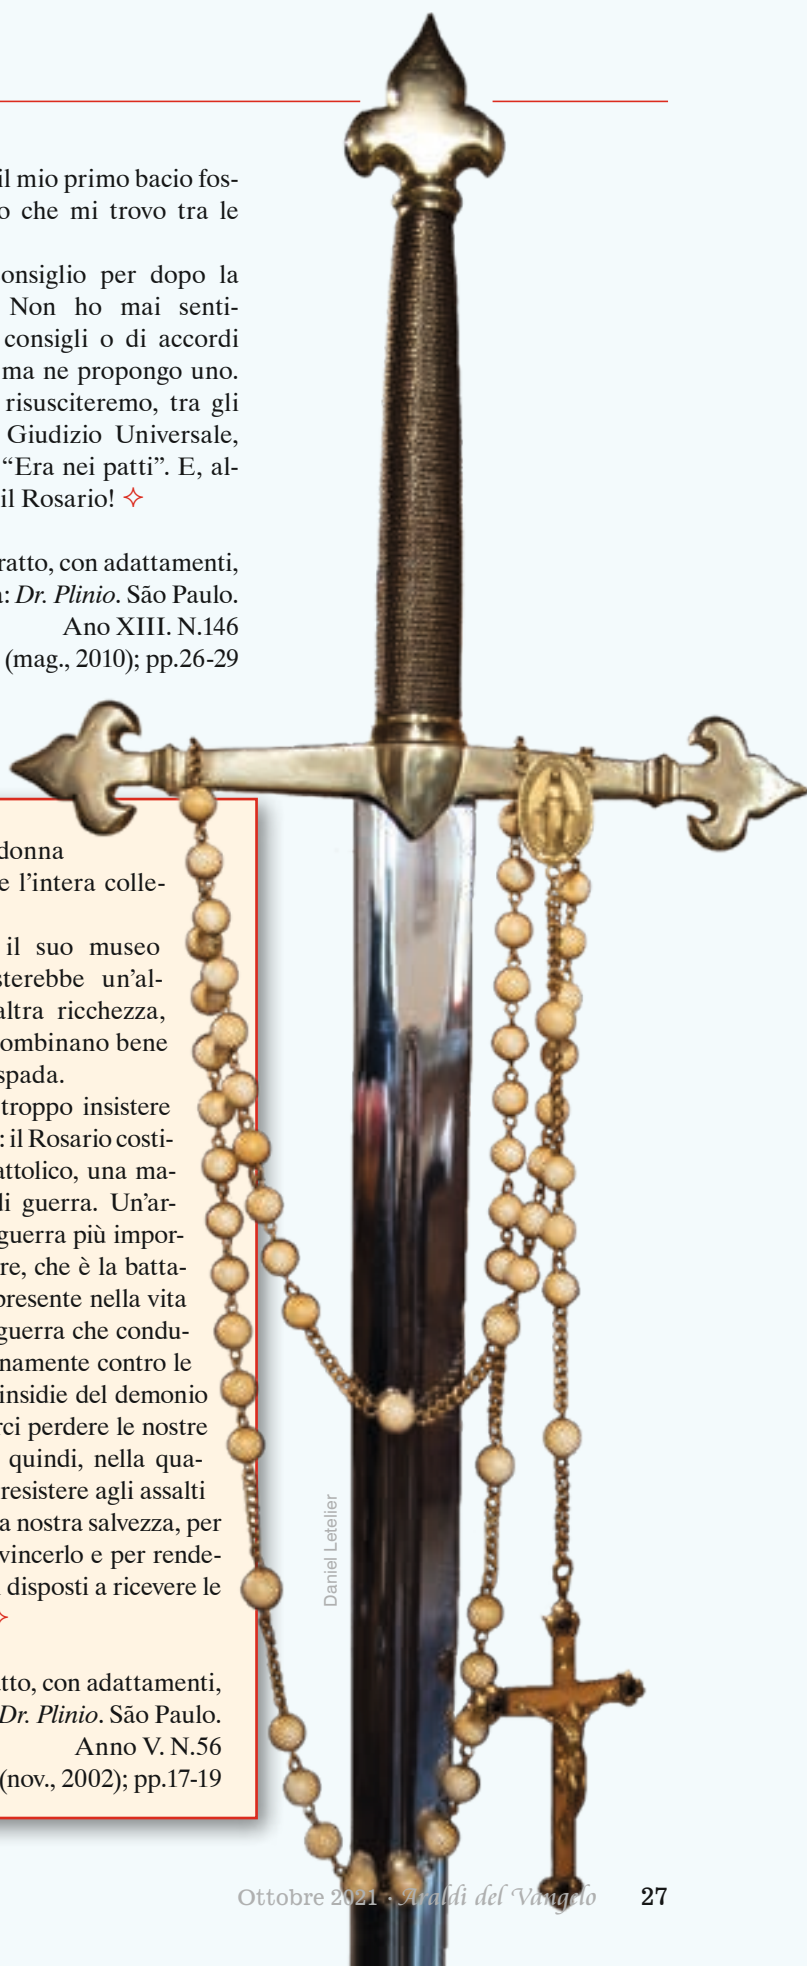 il mio primo bacio fos-
o che mi trovo tra le
onsiglio per dopo la
Non ho mai senti-
consigli o di accordi
ma ne propongo uno.
risusciteremo, tra gli
Giudizio Universale,
“Era nei patti”. E, al-
il Rosario!
ratto, con adattamenti,
a: Dr. Plinio. São Paulo.
Ano XIII. N.146
(mag., 2010); pp.26-29
donna
e l’intera colle-
il suo museo
sterebbe un’al-
altra ricchezza,
ombinano bene
spada.
troppo insistere
: il Rosario costi-
attolico, una ma-
di guerra. Un’ar-
guerra più impor-
re, che è la batta-
presente nella vita
guerra che condu-
namente contro le
insidie del demonio
rci perdere le nostre
quindi, nella qua-
resistere agli assalti
a nostra salvezza, per
vincerlo e per rende-
disposti a ricevere le
tto, con adattamenti,
Dr. Plinio. São Paulo.
Anno V. N.56
(nov., 2002); pp.17-19
Daniel Letelier
Ottobre 2021 · Araldi del Vangelo 27